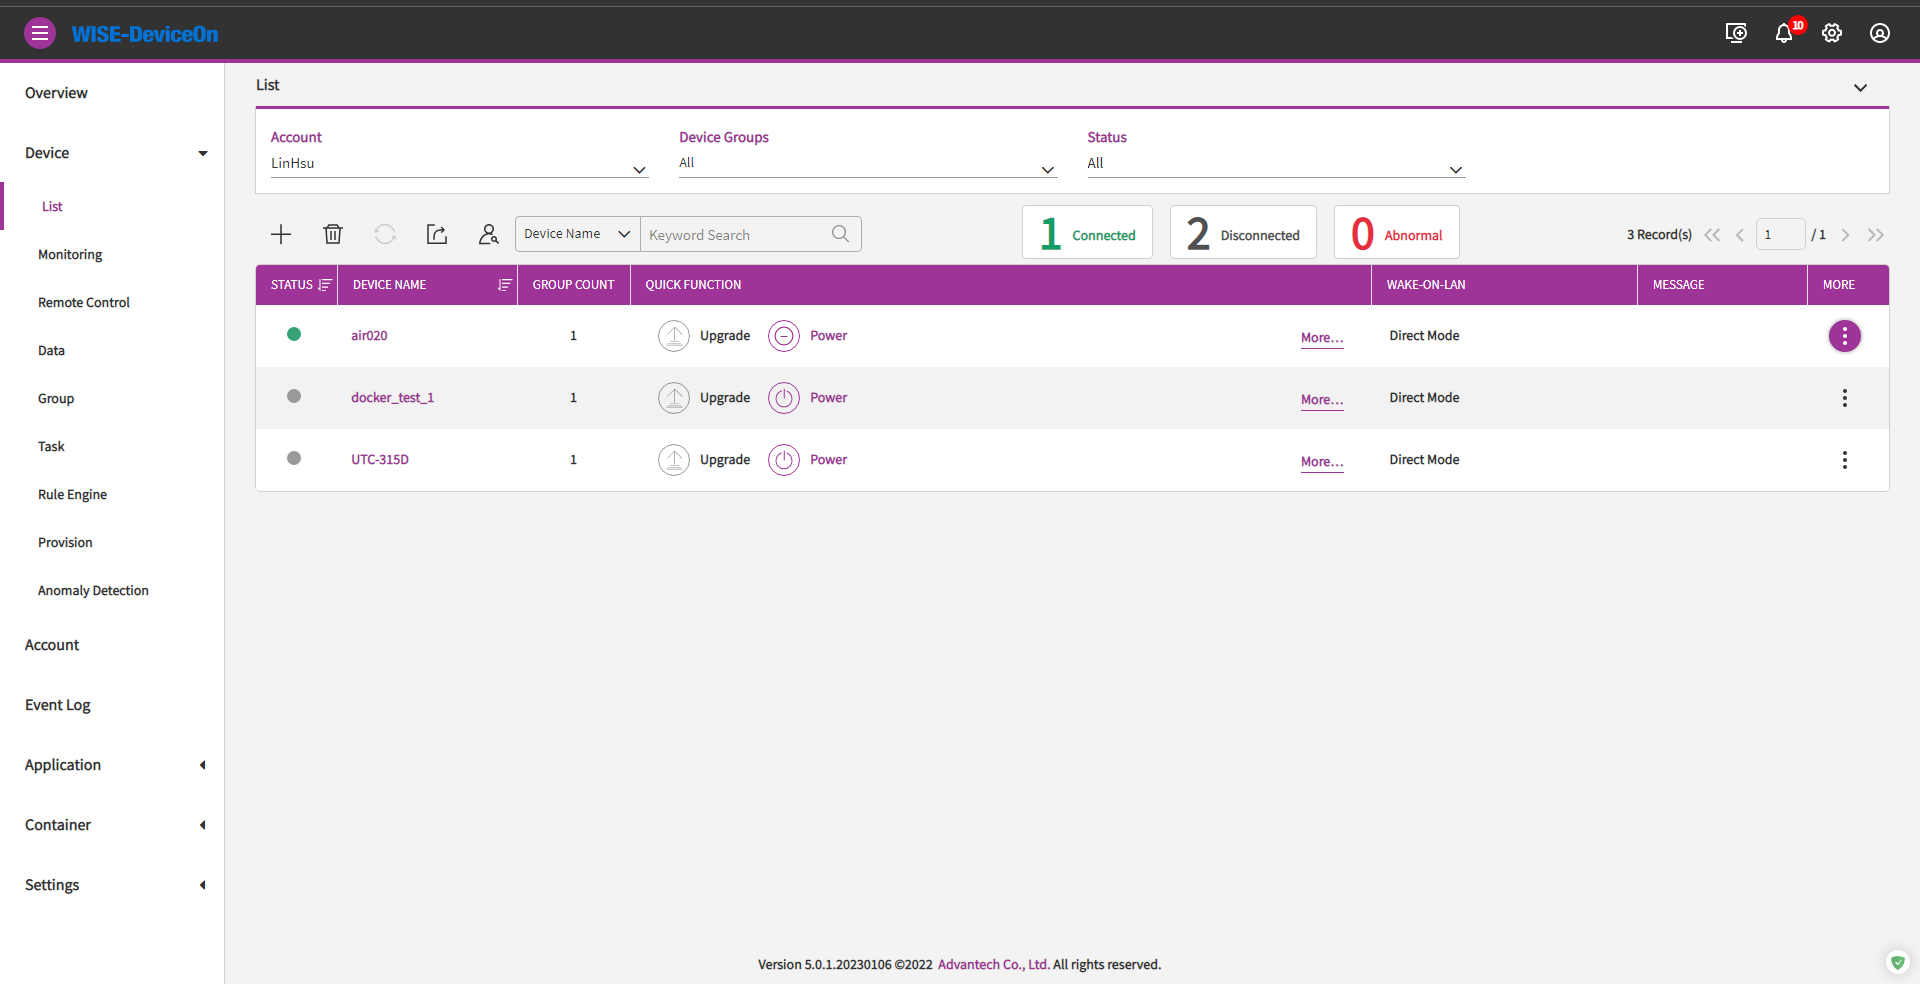 WISE-DeviceOn
10
Overview
Device
List
Monitoring
Remote Control
Data
Group
Task
Rule Engine
Provision
Anomaly Detection
Account
Event Log
Application
Container
Settings
List
Account Device Groups Status
LinHsu All All
Device Name Keyword Search 1 Connected 2 Disconnected 0 Abnormal 3 Record(s) 1 / 1
STATUS DEVICE NAME GROUP COUNT QUICK FUNCTION WAKE-ON-LAN MESSAGE MORE
air020 1 Upgrade Power More... Direct Mode
docker_test_1 1 Upgrade Power More... Direct Mode
UTC-315D 1 Upgrade Power More... Direct Mode
Version 5.0.1.20230106 ©2022 Advantech Co., Ltd. All rights reserved.